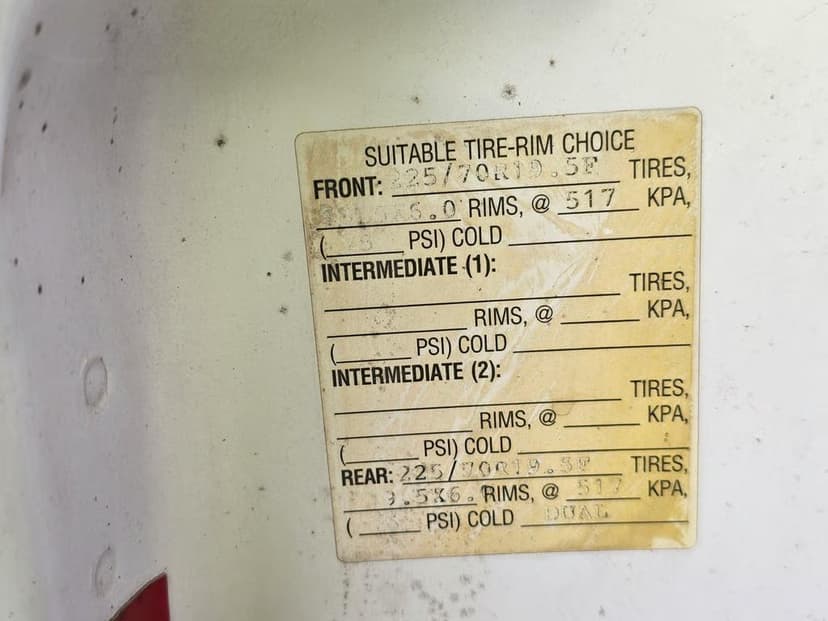 SUITABLE TIRE-RIM CHOICE
FRONT: 225/70R19.5F TIRES,
RIMS, @ 517 KPA,
( PSI) COLD
INTERMEDIATE (1):
TIRES,
RIMS, @ KPA,
( PSI) COLD
INTERMEDIATE (2):
TIRES,
RIMS, @ KPA,
( PSI) COLD
REAR: 225/70R19.5F TIRES,
RIMS, @ 517 KPA,
( PSI) COLD DUAL